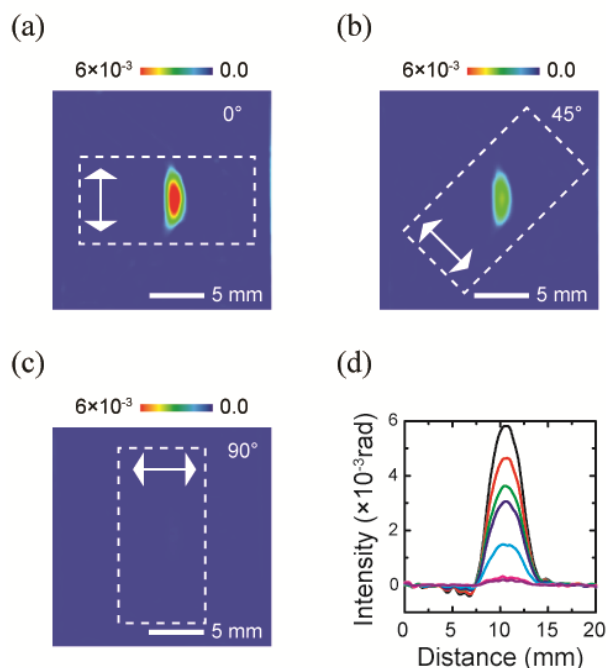 (a)
6×10⁻³ 0.0
0°
5 mm
(b)
6×10⁻³ 0.0
45°
5 mm
(c)
6×10⁻³ 0.0
90°
5 mm
(d)
Intensity (×10⁻³rad)
6
4
2
0
0 5 10 15 20
Distance (mm)